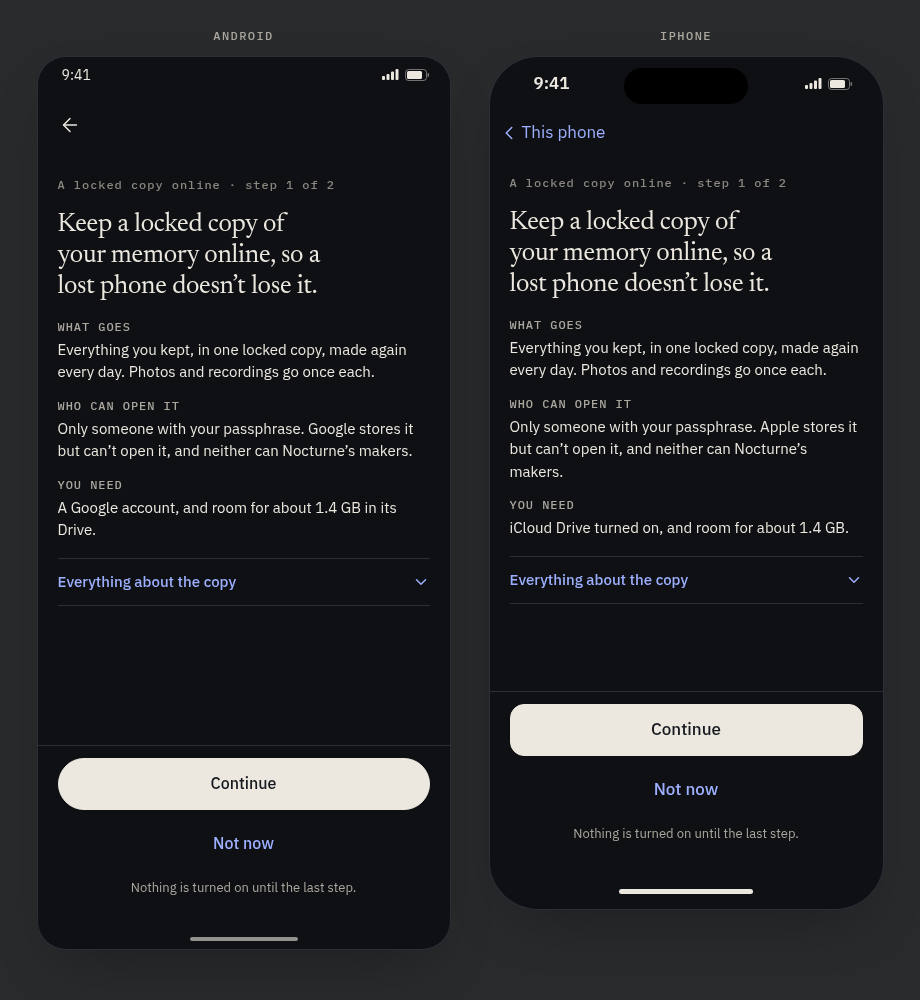 ANDROID
9:41
A locked copy online · step 1 of 2
Keep a locked copy of
your memory online, so a
lost phone doesn’t lose it.
WHAT GOES
Everything you kept, in one locked copy, made again
every day. Photos and recordings go once each.
WHO CAN OPEN IT
Only someone with your passphrase. Google stores it
but can’t open it, and neither can Nocturne’s makers.
YOU NEED
A Google account, and room for about 1.4 GB in its
Drive.
Everything about the copy
Continue
Not now
Nothing is turned on until the last step.
IPHONE
9:41
This phone
A locked copy online · step 1 of 2
Keep a locked copy of
your memory online, so a
lost phone doesn’t lose it.
WHAT GOES
Everything you kept, in one locked copy, made again
every day. Photos and recordings go once each.
WHO CAN OPEN IT
Only someone with your passphrase. Apple stores it
but can’t open it, and neither can Nocturne’s
makers.
YOU NEED
iCloud Drive turned on, and room for about 1.4 GB.
Everything about the copy
Continue
Not now
Nothing is turned on until the last step.